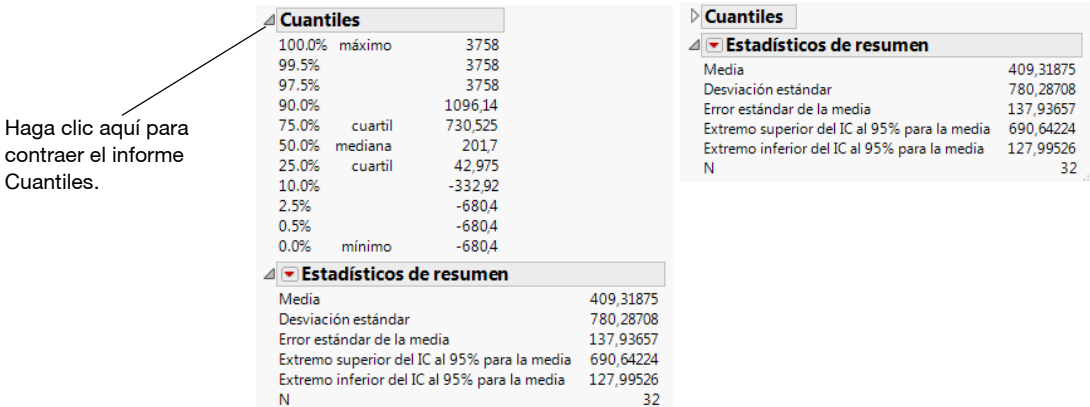 Haga clic aquí para
contraer el informe
Cuantiles.
Cuantiles
100.0% máximo 3758
99.5% 3758
97.5% 3758
90.0% 1096,14
75.0% cuartil 730,525
50.0% mediana 201,7
25.0% cuartil 42,975
10.0% -332,92
2.5% -680,4
0.5% -680,4
0.0% mínimo -680,4
Estadísticos de resumen
Media 409,31875
Desviación estándar 780,28708
Error estándar de la media 137,93657
Extremo superior del IC al 95% para la media 690,64224
Extremo inferior del IC al 95% para la media 127,99526
N 32
Cuantiles
Estadísticos de resumen
Media 409,31875
Desviación estándar 780,28708
Error estándar de la media 137,93657
Extremo superior del IC al 95% para la media 690,64224
Extremo inferior del IC al 95% para la media 127,99526
N 32